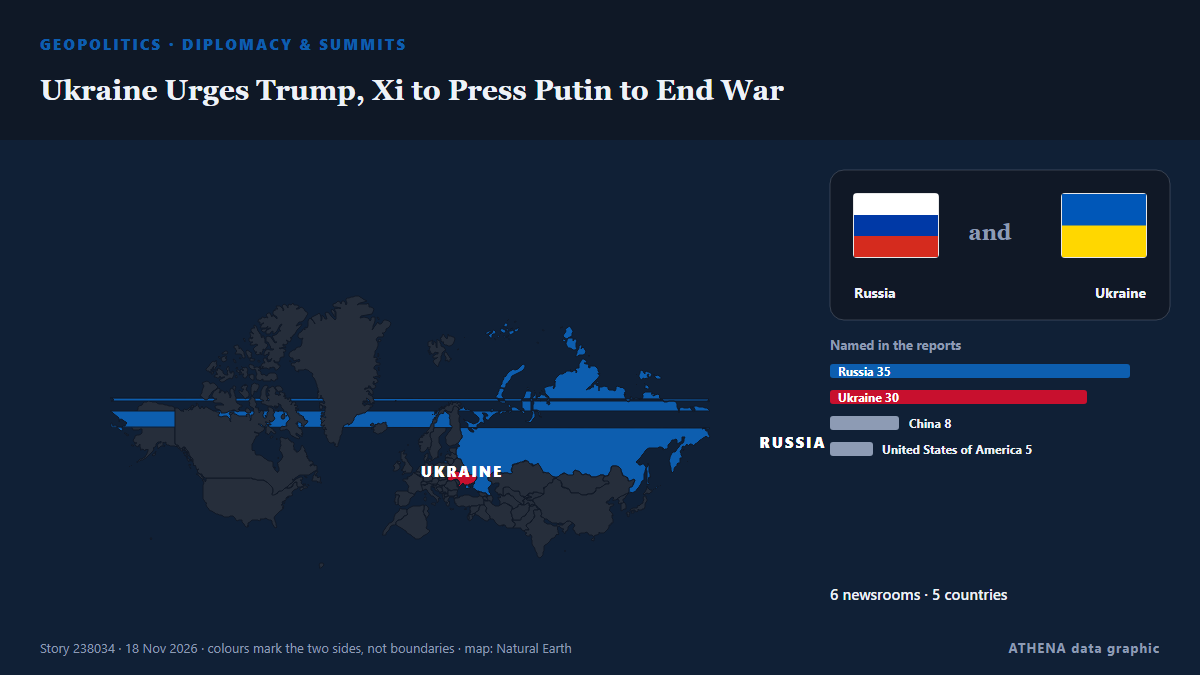 GEOPOLITICS · DIPLOMACY & SUMMITS
Ukraine Urges Trump, Xi to Press Putin to End War
and
Russia
Ukraine
Named in the reports
Russia 35
Ukraine 30
China 8
United States of America 5
RUSSIA
UKRAINE
6 newsrooms · 5 countries
Story 238034 · 18 Nov 2026 · colours mark the two sides, not boundaries · map: Natural Earth
ATHENA data graphic